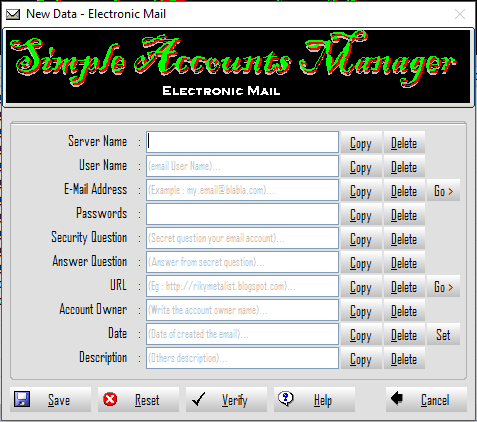 New Data - Electronic Mail
Simple Accounts Manager
Electronic Mail
Server Name : Copy Delete
User Name : (email User Name)... Copy Delete
E-Mail Address : (Example : my.email@blabla.com)... Copy Delete Go >
Passwords : Copy Delete
Security Question : (Secret question your email account)... Copy Delete
Answer Question : (Answer from secret question)... Copy Delete
URL : (Eg : http://rikymetalist.blogspot.com)... Copy Delete Go >
Account Owner : (Write the account owner name)... Copy Delete
Date : (Date of created the email)... Copy Delete Set
Description : (Others description)... Copy Delete
Save Reset Verify Help Cancel